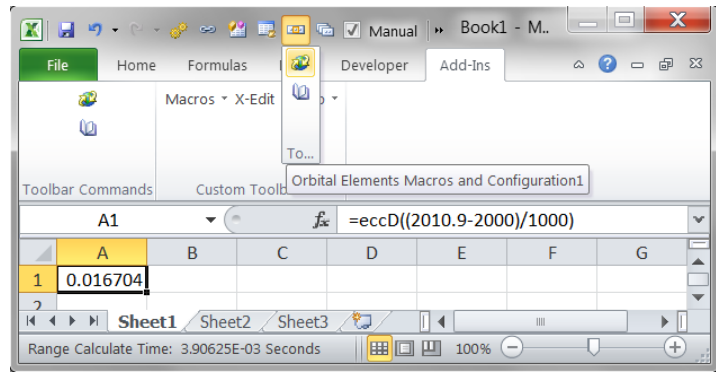 Manual » Book1 - M..
File Home Formulas Developer Add-Ins
Macros X-Edit
To...
Toolbar Commands Custom Toolb
Orbital Elements Macros and Configuration1
A1 fx =eccD((2010.9-2000)/1000)
A B C D E F G
1 0.016704
2
Sheet1 Sheet2 Sheet3
Range Calculate Time: 3.90625E-03 Seconds 100%